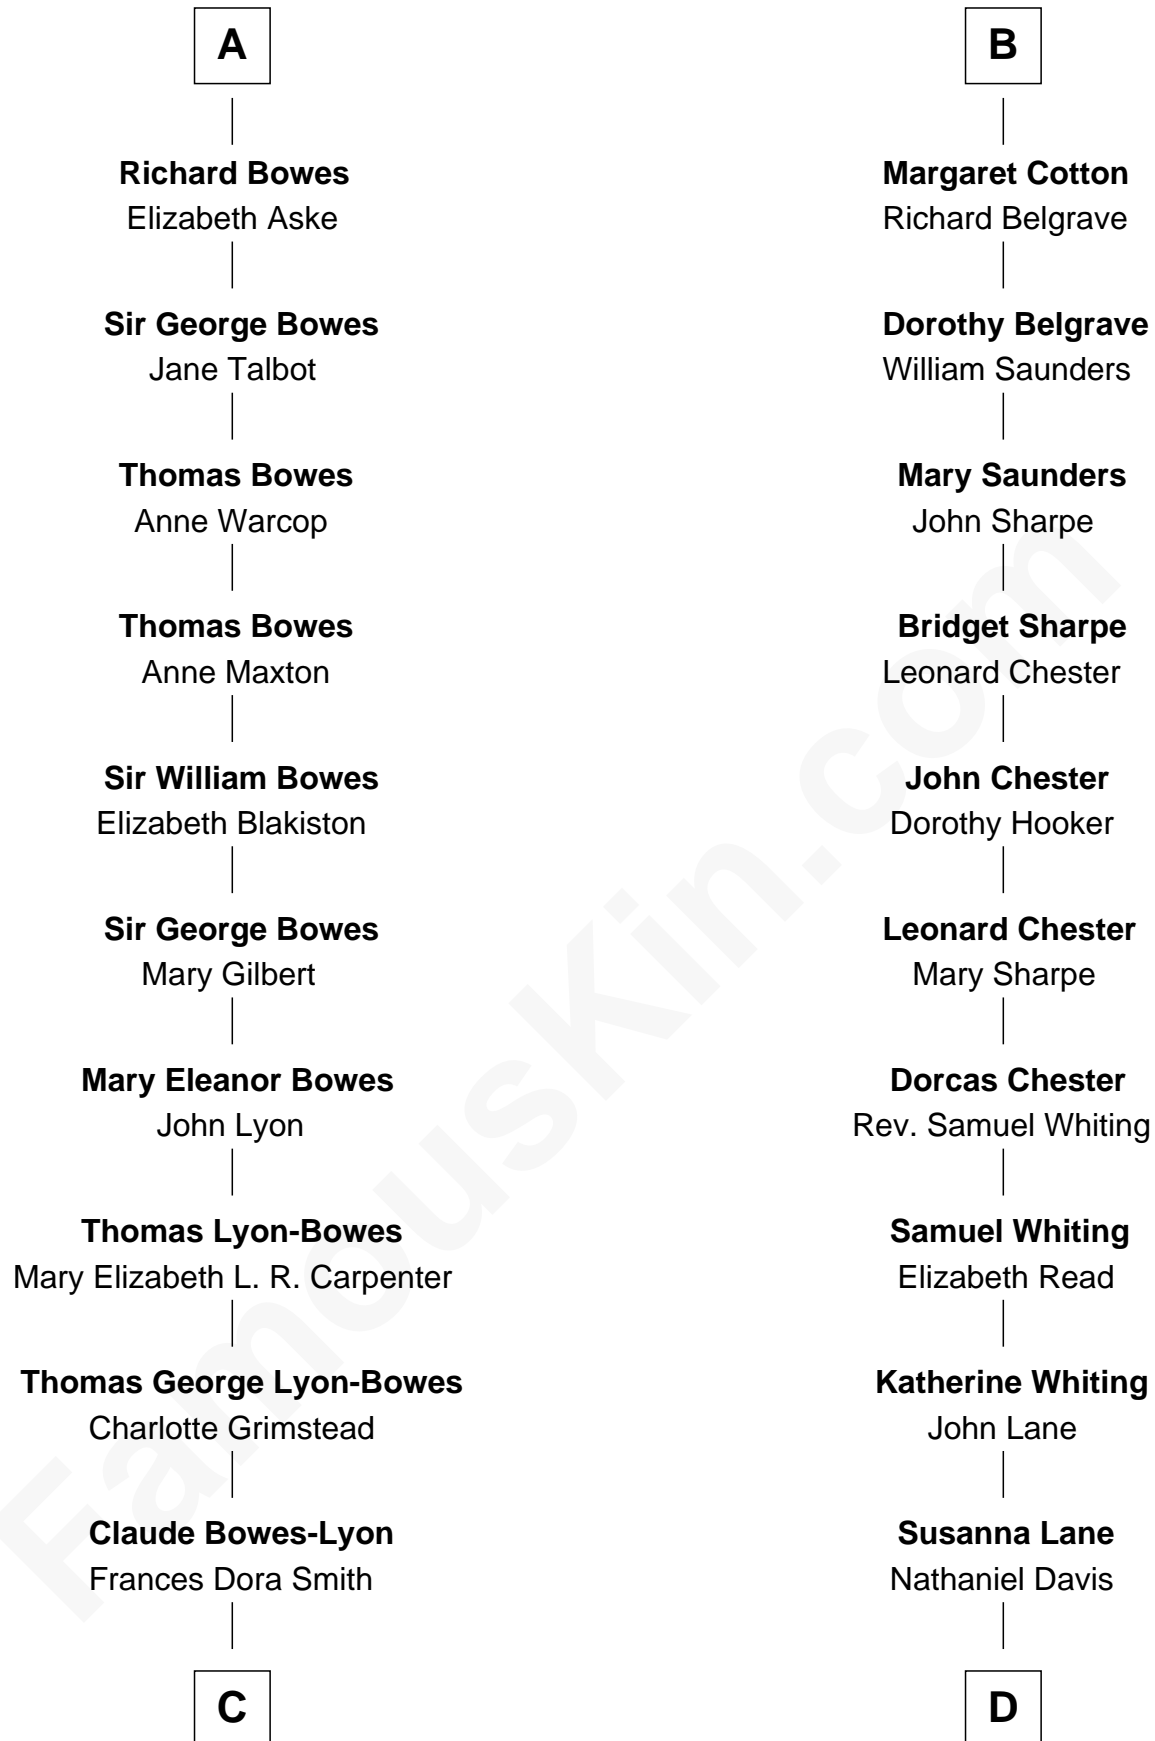 A
Richard Bowes
Elizabeth Aske
Sir George Bowes
Jane Talbot
Thomas Bowes
Anne Warcop
Thomas Bowes
Anne Maxton
Sir William Bowes
Elizabeth Blakiston
Sir George Bowes
Mary Gilbert
Mary Eleanor Bowes
John Lyon
Thomas Lyon-Bowes
Mary Elizabeth L. R. Carpenter
Thomas George Lyon-Bowes
Charlotte Grimstead
Claude Bowes-Lyon
Frances Dora Smith
C
B
Margaret Cotton
Richard Belgrave
Dorothy Belgrave
William Saunders
Mary Saunders
John Sharpe
Bridget Sharpe
Leonard Chester
John Chester
Dorothy Hooker
Leonard Chester
Mary Sharpe
Dorcas Chester
Rev. Samuel Whiting
Samuel Whiting
Elizabeth Read
Katherine Whiting
John Lane
Susanna Lane
Nathaniel Davis
D
FamousKin.com